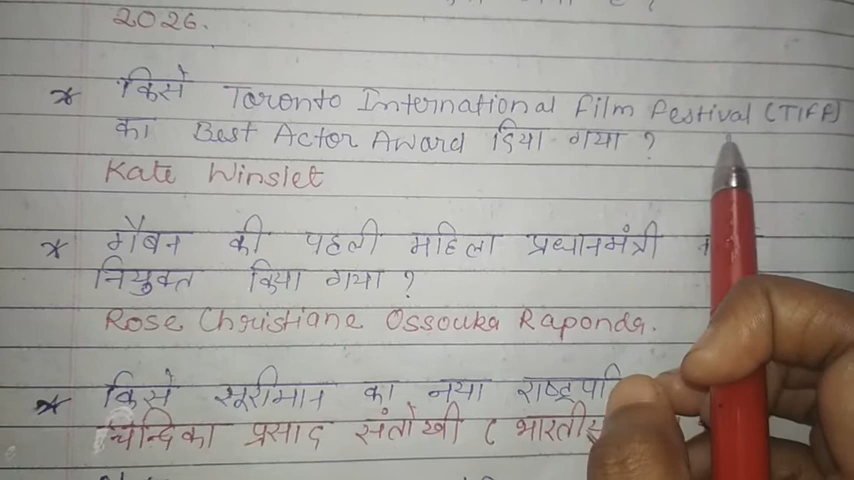 2026.
* किसे Toronto International Film Festival (TIFF)
का Best Actor Award दिया गया ?
Kate Winslet
* गैबन की पहली महिला प्रधानमंत्री
नियुक्त किया गया ?
Rose Christiane Ossouka Raponda.
* किसे सूरीमान का नया राष्ट्रपति
चन्द्रिका प्रसाद संतोखी (भारतीय